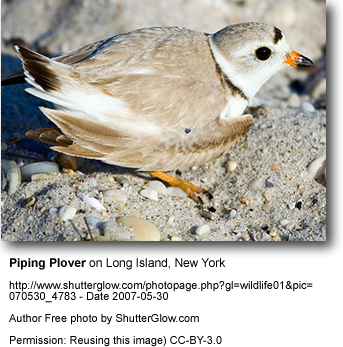 Piping Plover on Long Island, New York
http://www.shutterglow.com/photopage.php?gl=wildlife01&pic=
070530_4783 - Date 2007-05-30
Author Free photo by ShutterGlow.com
Permission: Reusing this image) CC-BY-3.0